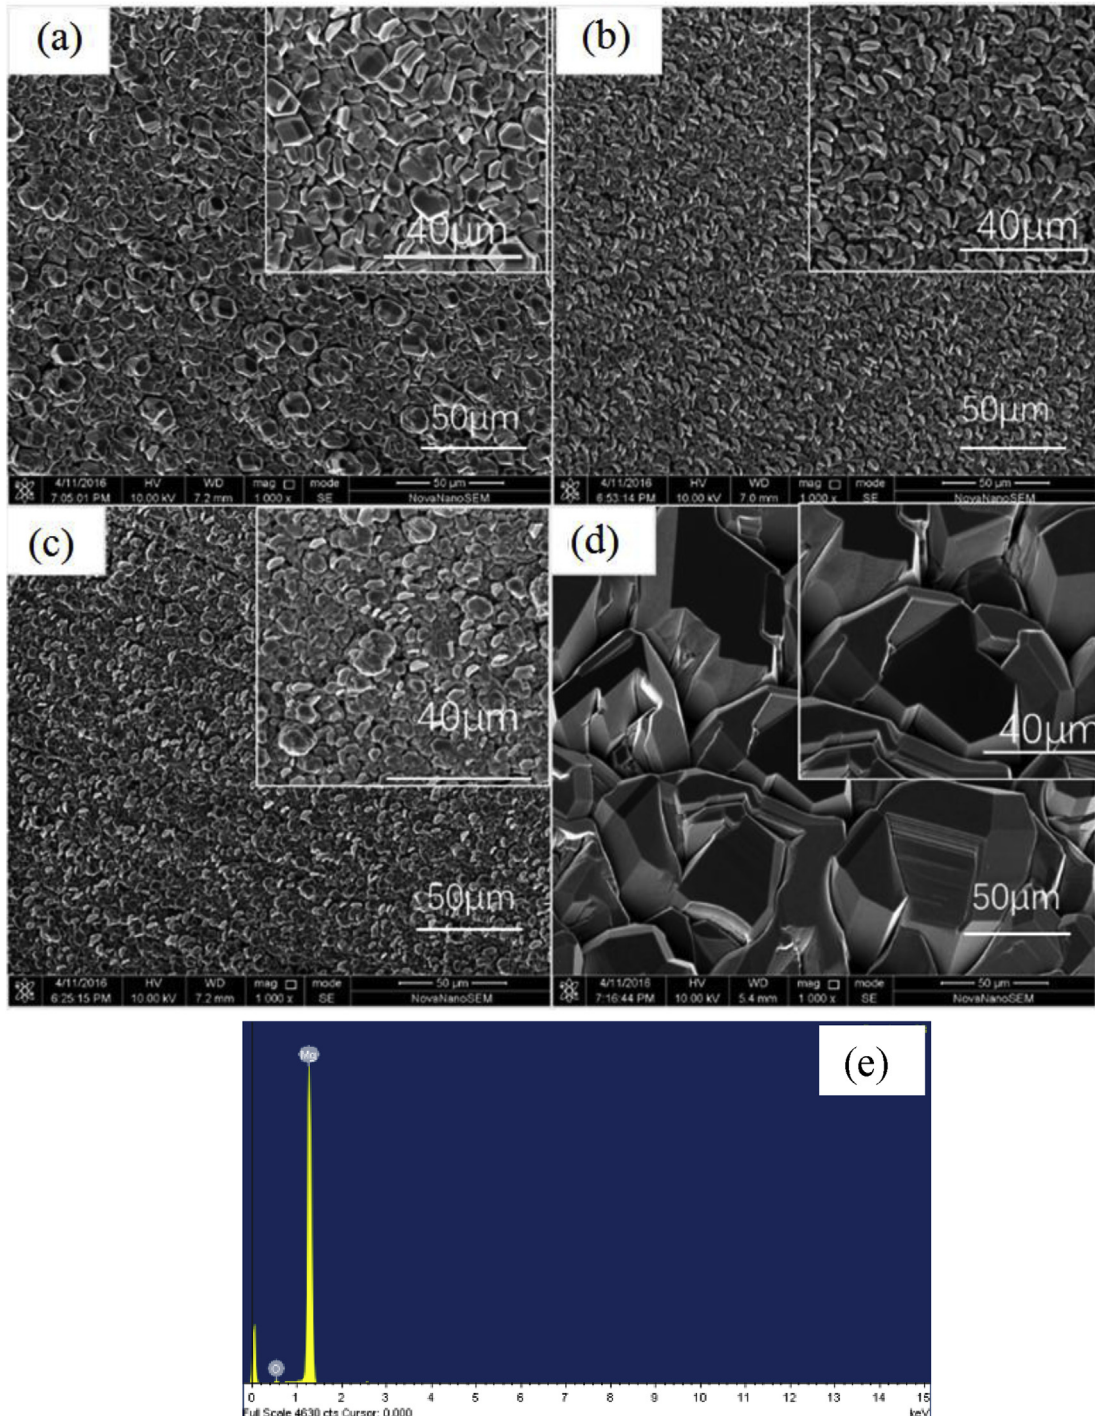 (a)
40μm
50μm
4/11/2016 HV WD mag □ mode 50 μm
7:05:01 PM 10.00 kV 7.2 mm 1 000 x SE NovaNanoSEM
(b)
40μm
50μm
4/11/2016 HV WD mag □ mode 50 μm
6:53:14 PM 10.00 kV 7.0 mm 1 000 x SE NovaNanoSEM
(c)
40μm
50μm
4/11/2016 HV WD mag □ mode 50 μm
6:25:15 PM 10.00 kV 7.2 mm 1 000 x SE NovaNanoSEM
(d)
40μm
50μm
4/11/2016 HV WD mag □ mode 50 μm
7:16:44 PM 10.00 kV 5.4 mm 1 000 x SE NovaNanoSEM
(e)
Mg
O
0 1 2 3 4 5 6 7 8 9 10 11 12 13 14 15
Full Scale 4630 cts Cursor: 0.000 keV